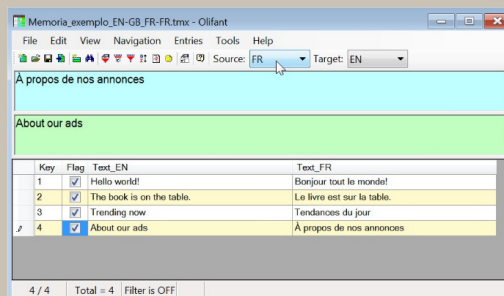 Memoria_exemplo_EN-GB_FR-FR.tmx - Olifant
File Edit View Navigation Entries Tools Help
Source: FR Target: EN
À propos de nos annonces
About our ads
Key Flag Text_EN Text_FR
1 Hello world! Bonjour tout le monde!
2 The book is on the table. Le livre est sur la table.
3 Trending now Tendances du jour
4 About our ads À propos de nos annonces
4 / 4 Total = 4 Filter is OFF